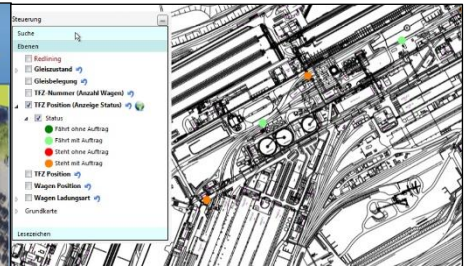 Steuerung
Suche
Ebenen
Redlining
Gleiszustand
Gleisbelegung
TFZ-Nummer (Anzahl Wagen)
TFZ Position (Anzeige Status)
Status
Fährt ohne Auftrag
Fährt mit Auftrag
Steht ohne Auftrag
Steht mit Auftrag
TFZ Position
Wagen Position
Wagen Ladungsart
Grundkarte
Lesezeichen